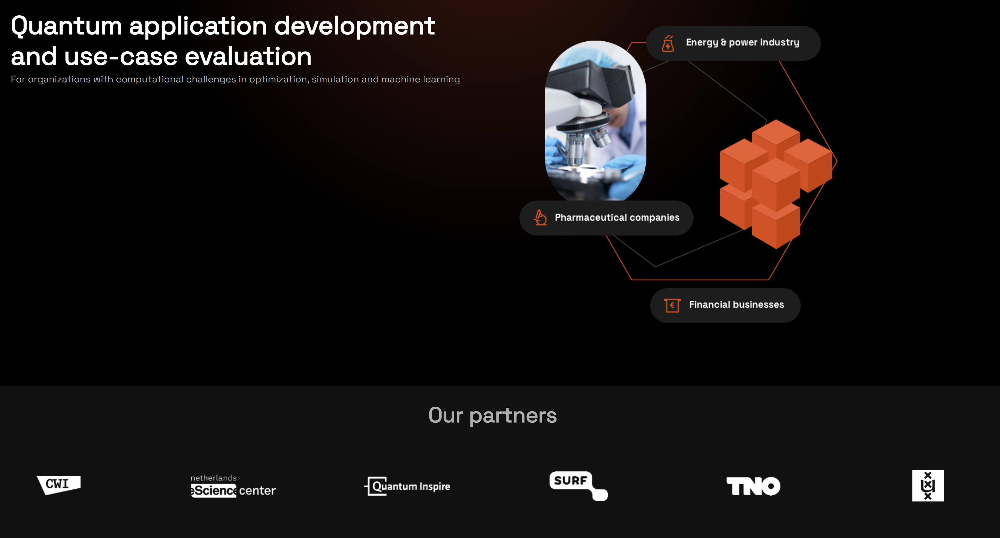 Quantum application development
and use-case evaluation
For organizations with computational challenges in optimization, simulation and machine learning
Energy & power industry
Pharmaceutical companies
€
Financial businesses
Our partners
CWI
netherlands
eScience center
Quantum Inspire
SURF
TNO